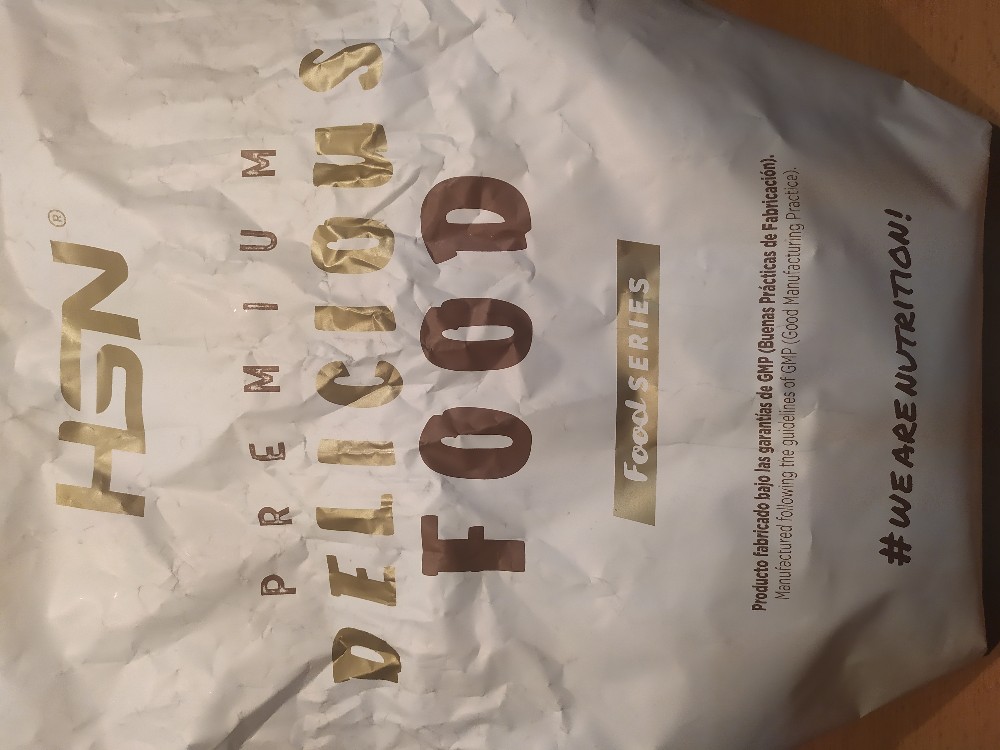 HSN®
PREMIUM
DELICIOUS
FOOD
Food SERIES
Producto fabricado bajo las garantías de GMP (Buenas Prácticas de Fabricación).
Manufactured following the guidelines of GMP (Good Manufacturing Practice).
#WEARENUTRITION!